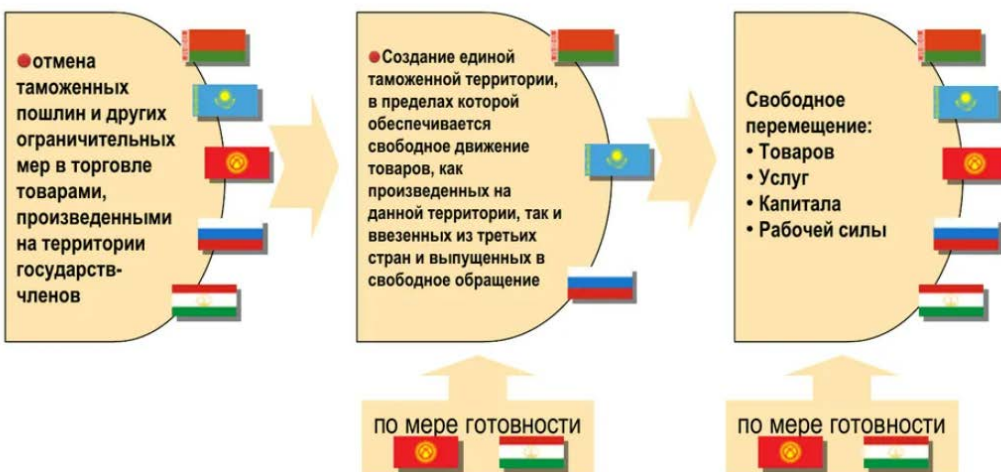 отмена
таможенных
пошлин и других
ограничительных
мер в торговле
товарами,
произведенными
на территории
государств-
членов
Создание единой
таможенной территории,
в пределах которой
обеспечивается
свободное движение
товаров, как
произведенных на
данной территории, так и
ввезенных из третьих
стран и выпущенных в
свободное обращение
Свободное
перемещение:
• Товаров
• Услуг
• Капитала
• Рабочей силы
по мере готовности
по мере готовности